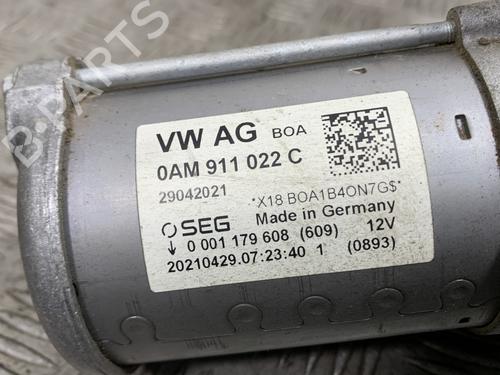 B-PARTS
VW AG BOA
0AM 911 022 C
29042021
*X18 BOA1B4ON7G$*
SEG Made in Germany
0 001 179 608 (609) 12V
20210429.07:23:40 1 (0893)